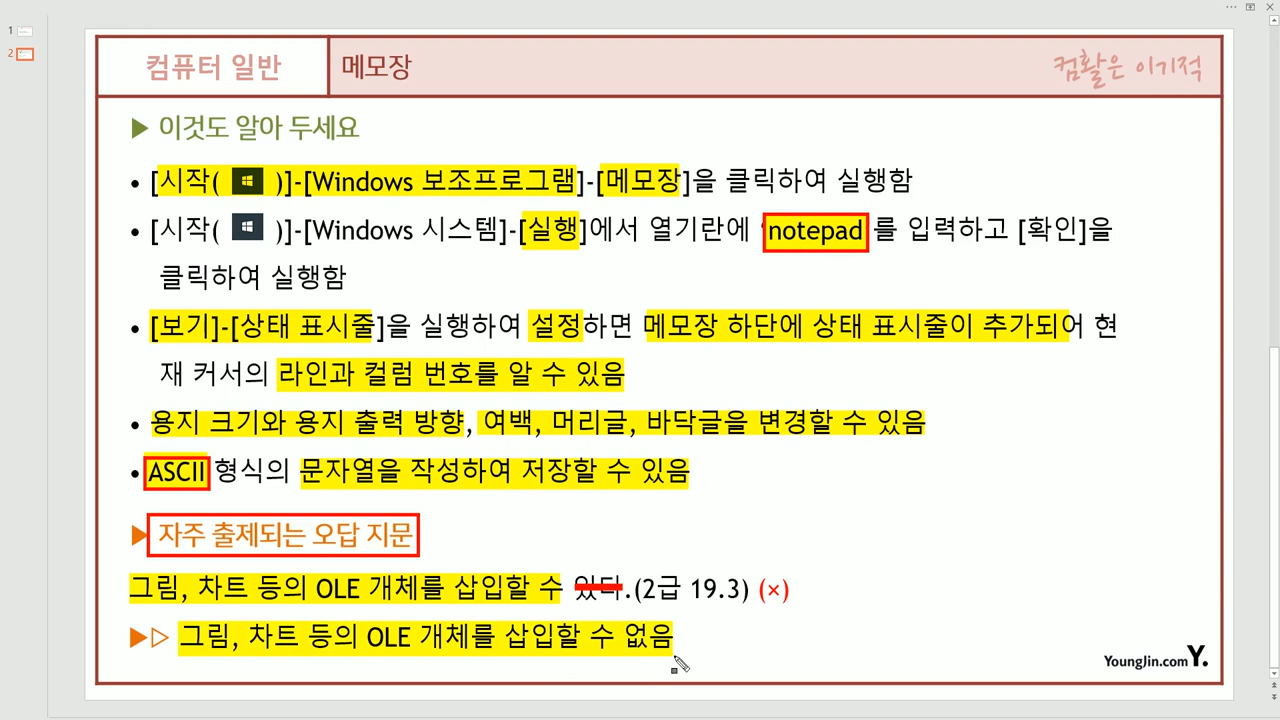 1
2
컴퓨터 일반
메모장
컴활은 이기적
▶ 이것도 알아 두세요
• [시작( )]-[Windows 보조프로그램]-[메모장]을 클릭하여 실행함
• [시작( )]-[Windows 시스템]-[실행]에서 열기란에 'notepad 를 입력하고 [확인]을
클릭하여 실행함
• [보기]-[상태 표시줄]을 실행하여 설정하면 메모장 하단에 상태 표시줄이 추가되어 현
재 커서의 라인과 컬럼 번호를 알 수 있음
• 용지 크기와 용지 출력 방향, 여백, 머리글, 바닥글을 변경할 수 있음
• ASCII 형식의 문자열을 작성하여 저장할 수 있음
▶ 자주 출제되는 오답 지문
그림, 차트 등의 OLE 개체를 삽입할 수 있다.(2급 19.3) (×)
▶▷ 그림, 차트 등의 OLE 개체를 삽입할 수 없음
YoungJin.com Y.